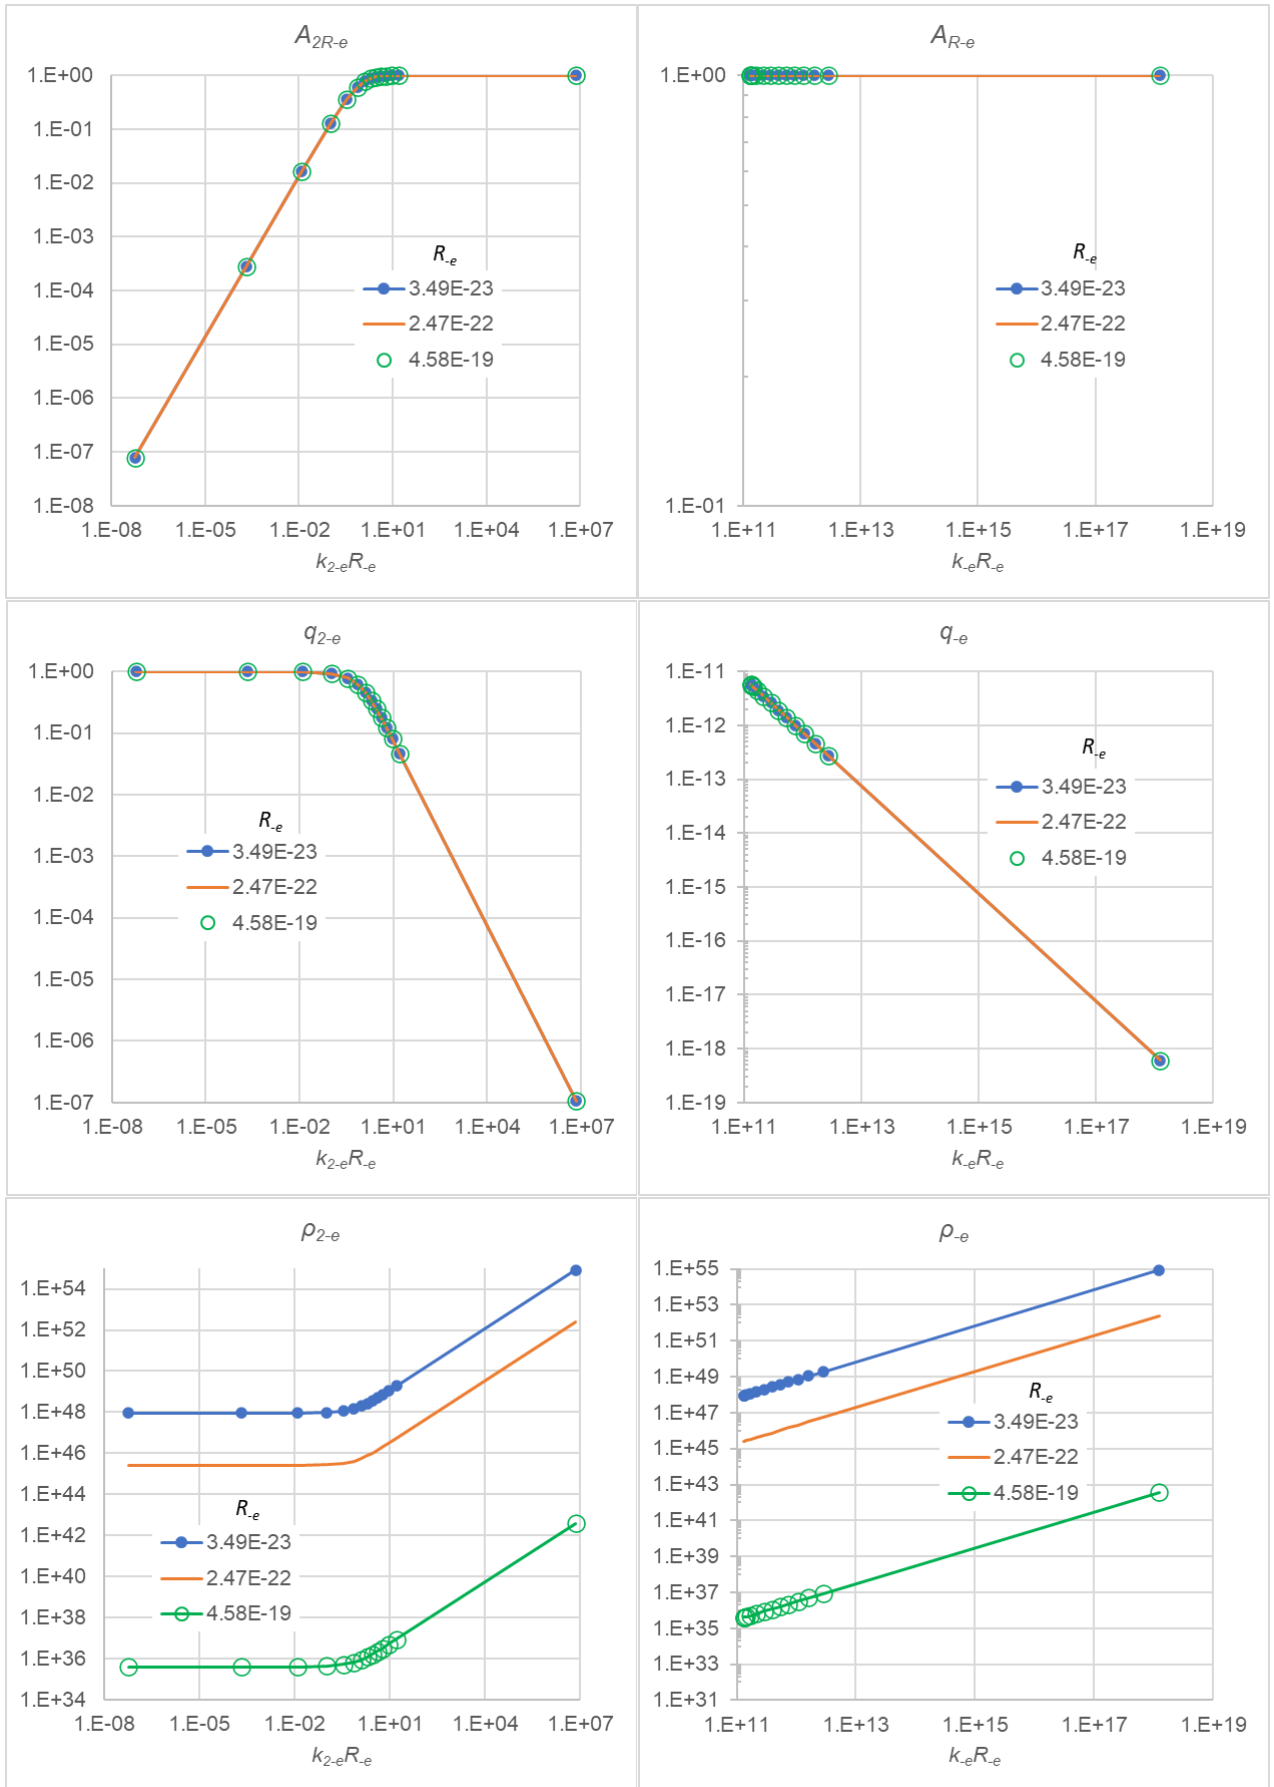 A2R-e
1.E+00
1.E-01
1.E-02
1.E-03
1.E-04
1.E-05
1.E-06
1.E-07
1.E-08
R-e
3.49E-23
2.47E-22
4.58E-19
1.E-08 1.E-05 1.E-02 1.E+01 1.E+04 1.E+07
k2-eR-e
AR-e
1.E+00
1.E-01
R-e
3.49E-23
2.47E-22
4.58E-19
1.E+11 1.E+13 1.E+15 1.E+17 1.E+19
k-eR-e
q2-e
1.E+00
1.E-01
1.E-02
1.E-03
1.E-04
1.E-05
1.E-06
1.E-07
R-e
3.49E-23
2.47E-22
4.58E-19
1.E-08 1.E-05 1.E-02 1.E+01 1.E+04 1.E+07
k2-eR-e
q-e
1.E-11
1.E-12
1.E-13
1.E-14
1.E-15
1.E-16
1.E-17
1.E-18
1.E-19
R-e
3.49E-23
2.47E-22
4.58E-19
1.E+11 1.E+13 1.E+15 1.E+17 1.E+19
k-eR-e
ρ2-e
1.E+54
1.E+52
1.E+50
1.E+48
1.E+46
1.E+44
1.E+42
1.E+40
1.E+38
1.E+36
1.E+34
R-e
3.49E-23
2.47E-22
4.58E-19
1.E-08 1.E-05 1.E-02 1.E+01 1.E+04 1.E+07
k2-eR-e
ρ-e
1.E+55
1.E+53
1.E+51
1.E+49
1.E+47
1.E+45
1.E+43
1.E+41
1.E+39
1.E+37
1.E+35
1.E+33
1.E+31
R-e
3.49E-23
2.47E-22
4.58E-19
1.E+11 1.E+13 1.E+15 1.E+17 1.E+19
k-eR-e